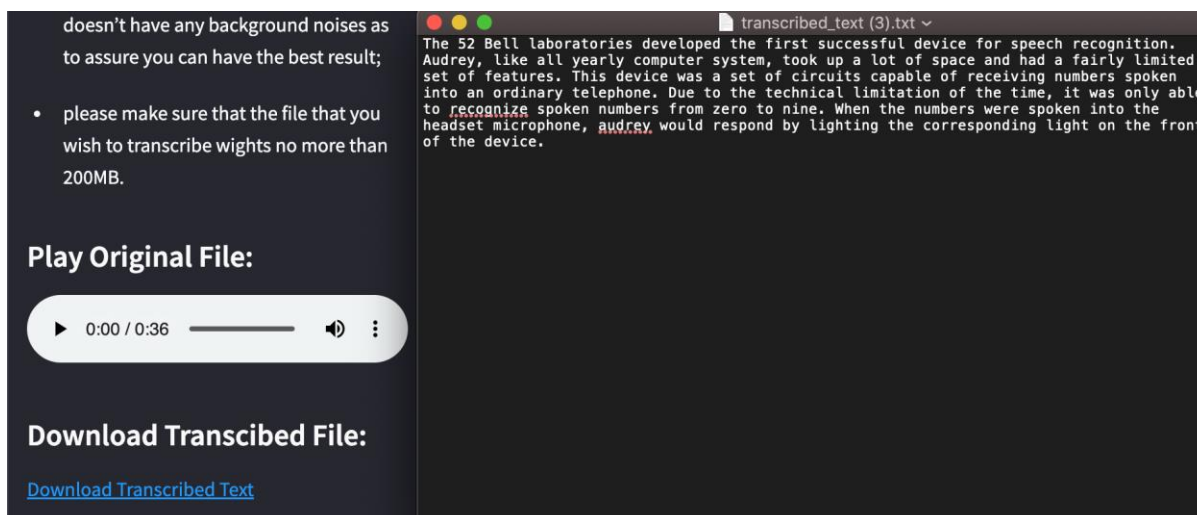 doesn't have any background noises as
to assure you can have the best result;
• please make sure that the file that you
wish to transcribe wights no more than
200MB.
Play Original File:
0:00 / 0:36
Download Transcibed File:
Download Transcribed Text
transcribed_text (3).txt
The 52 Bell laboratories developed the first successful device for speech recognition.
Audrey, like all yearly computer system, took up a lot of space and had a fairly limited
set of features. This device was a set of circuits capable of receiving numbers spoken
into an ordinary telephone. Due to the technical limitation of the time, it was only able
to recognize spoken numbers from zero to nine. When the numbers were spoken into the
headset microphone, audrey would respond by lighting the corresponding light on the front
of the device.